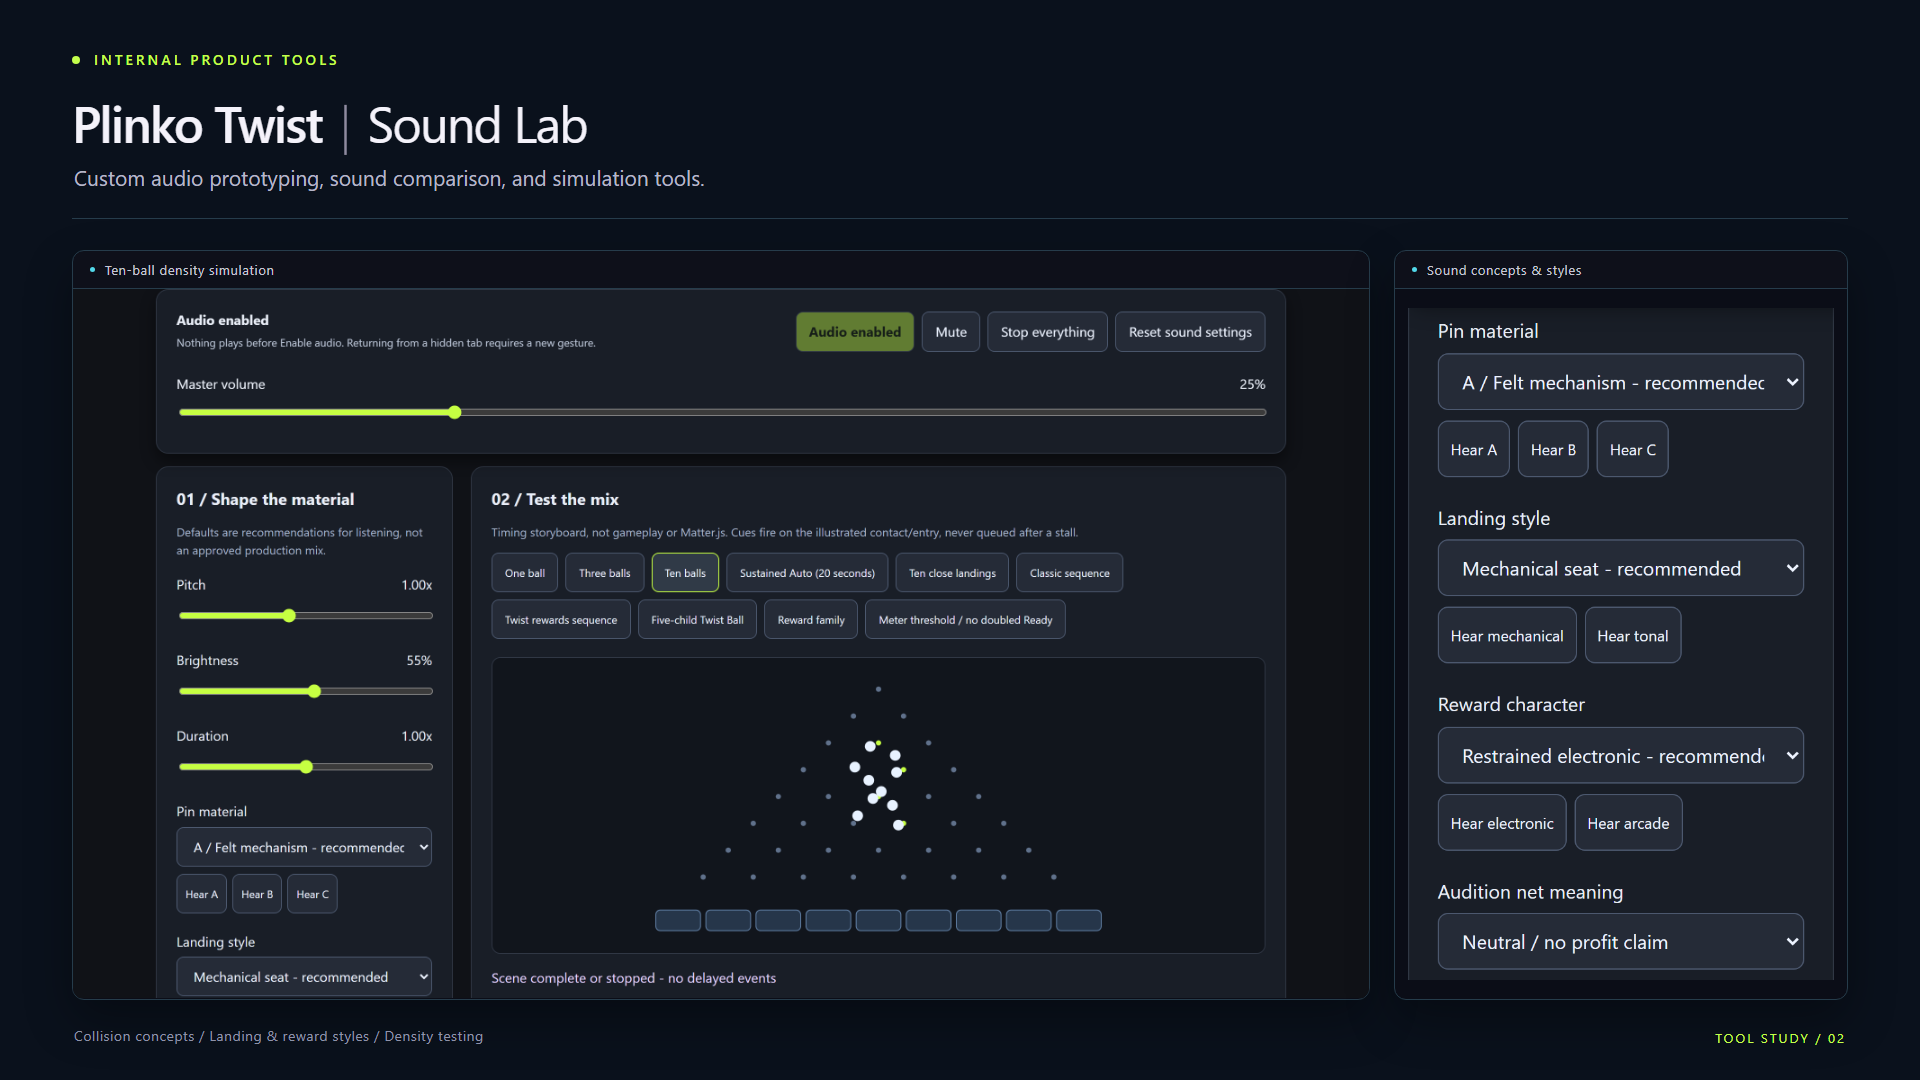 INTERNAL PRODUCT TOOLS
Plinko Twist | Sound Lab
Custom audio prototyping, sound comparison, and simulation tools.
Ten-ball density simulation
Audio enabled
Nothing plays before Enable audio. Returning from a hidden tab requires a new gesture.
Audio enabled
Mute
Stop everything
Reset sound settings
Master volume
25%
01 / Shape the material
Defaults are recommendations for listening, not
an approved production mix.
Pitch
1.00x
Brightness
55%
Duration
1.00x
Pin material
A / Felt mechanism - recommended
Hear A
Hear B
Hear C
Landing style
Mechanical seat - recommended
02 / Test the mix
Timing storyboard, not gameplay or Matter.js. Cues fire on the illustrated contact/entry, never queued after a stall.
One ball
Three balls
Ten balls
Sustained Auto (20 seconds)
Ten close landings
Classic sequence
Twist rewards sequence
Five-child Twist Ball
Reward family
Meter threshold / no doubled Ready
Scene complete or stopped - no delayed events
Sound concepts & styles
Pin material
A / Felt mechanism - recommended
Hear A
Hear B
Hear C
Landing style
Mechanical seat - recommended
Hear mechanical
Hear tonal
Reward character
Restrained electronic - recommend
Hear electronic
Hear arcade
Audition net meaning
Neutral / no profit claim
Collision concepts / Landing & reward styles / Density testing
TOOL STUDY / 02